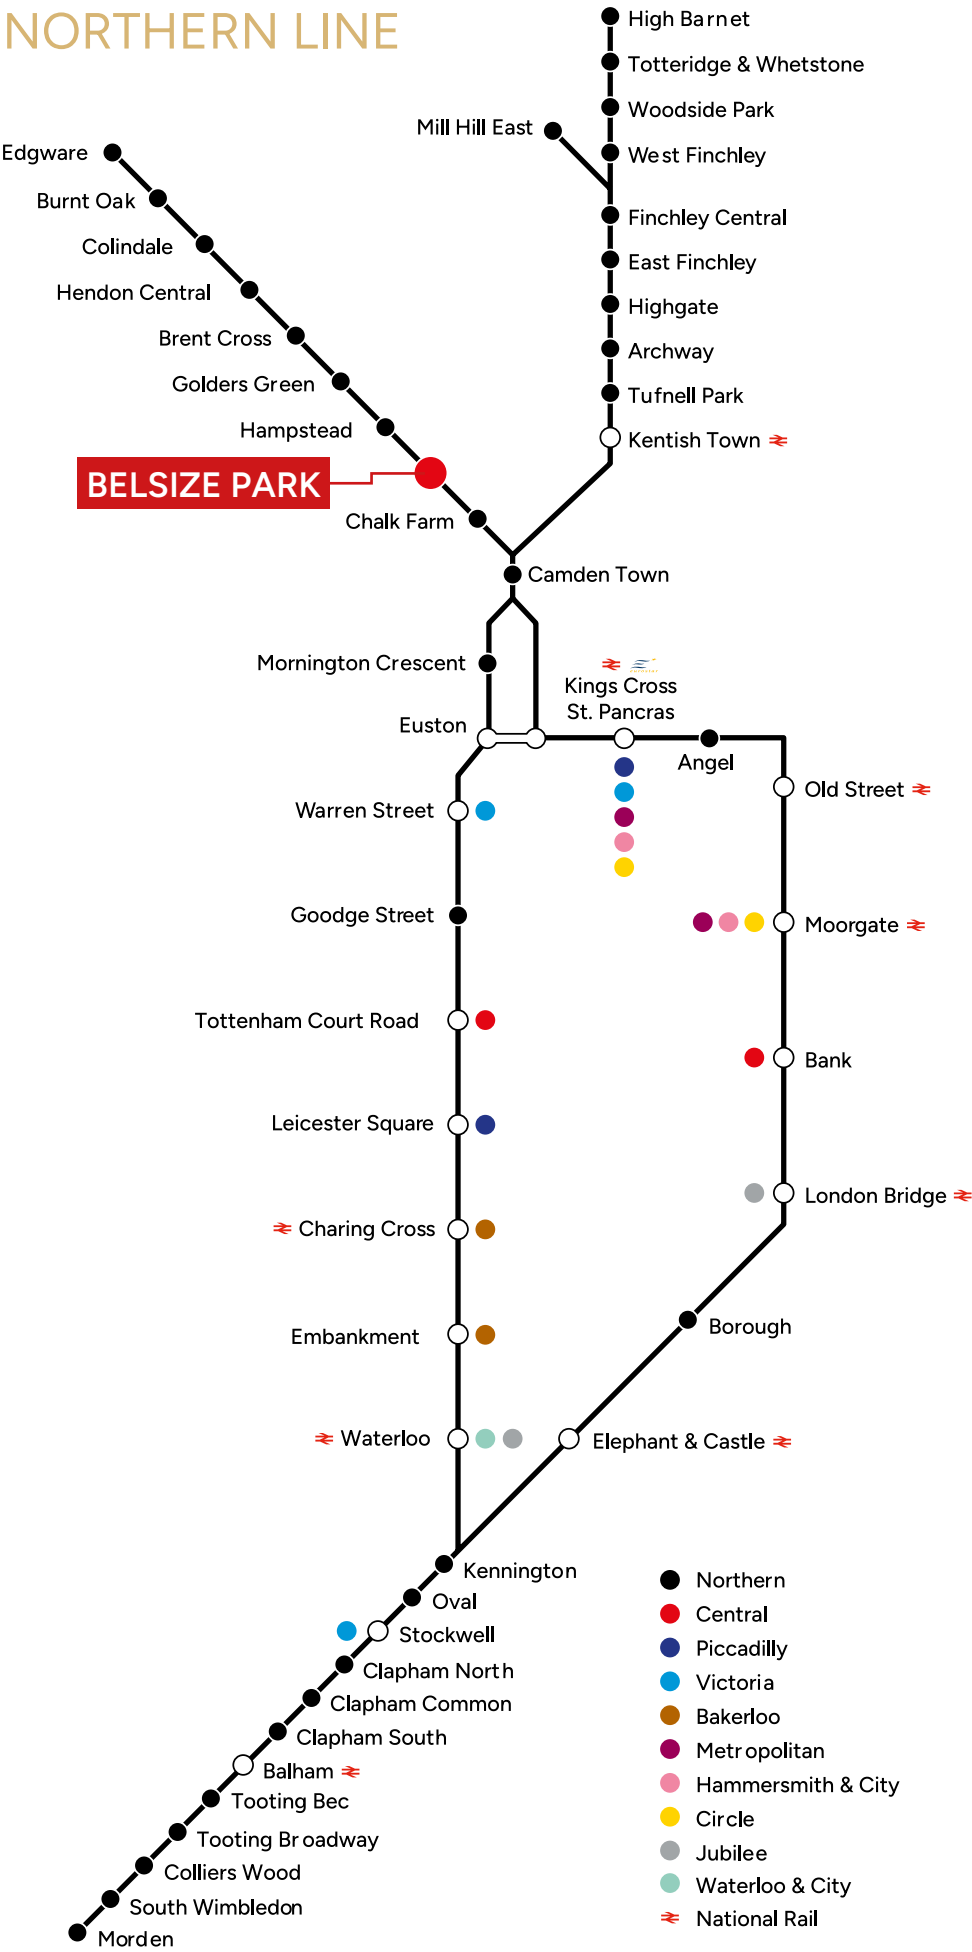 NORTHERN LINE
High Barnet
Totteridge & Whetstone
Woodside Park
Mill Hill East
West Finchley
Edgware
Burnt Oak
Finchley Central
Colindale
East Finchley
Hendon Central
Highgate
Brent Cross
Archway
Golders Green
Tufnell Park
Hampstead
Kentish Town
BELSIZE PARK
Chalk Farm
Camden Town
Mornington Crescent
Kings Cross
St. Pancras
Euston
Angel
Old Street
Warren Street
Goodge Street
Moorgate
Tottenham Court Road
Bank
Leicester Square
London Bridge
Charing Cross
Borough
Embankment
Waterloo
Elephant & Castle
Kennington
Oval
Stockwell
Clapham North
Clapham Common
Clapham South
Balham
Tooting Bec
Tooting Broadway
Colliers Wood
South Wimbledon
Morden
Northern
Central
Piccadilly
Victoria
Bakerloo
Metropolitan
Hammersmith & City
Circle
Jubilee
Waterloo & City
National Rail